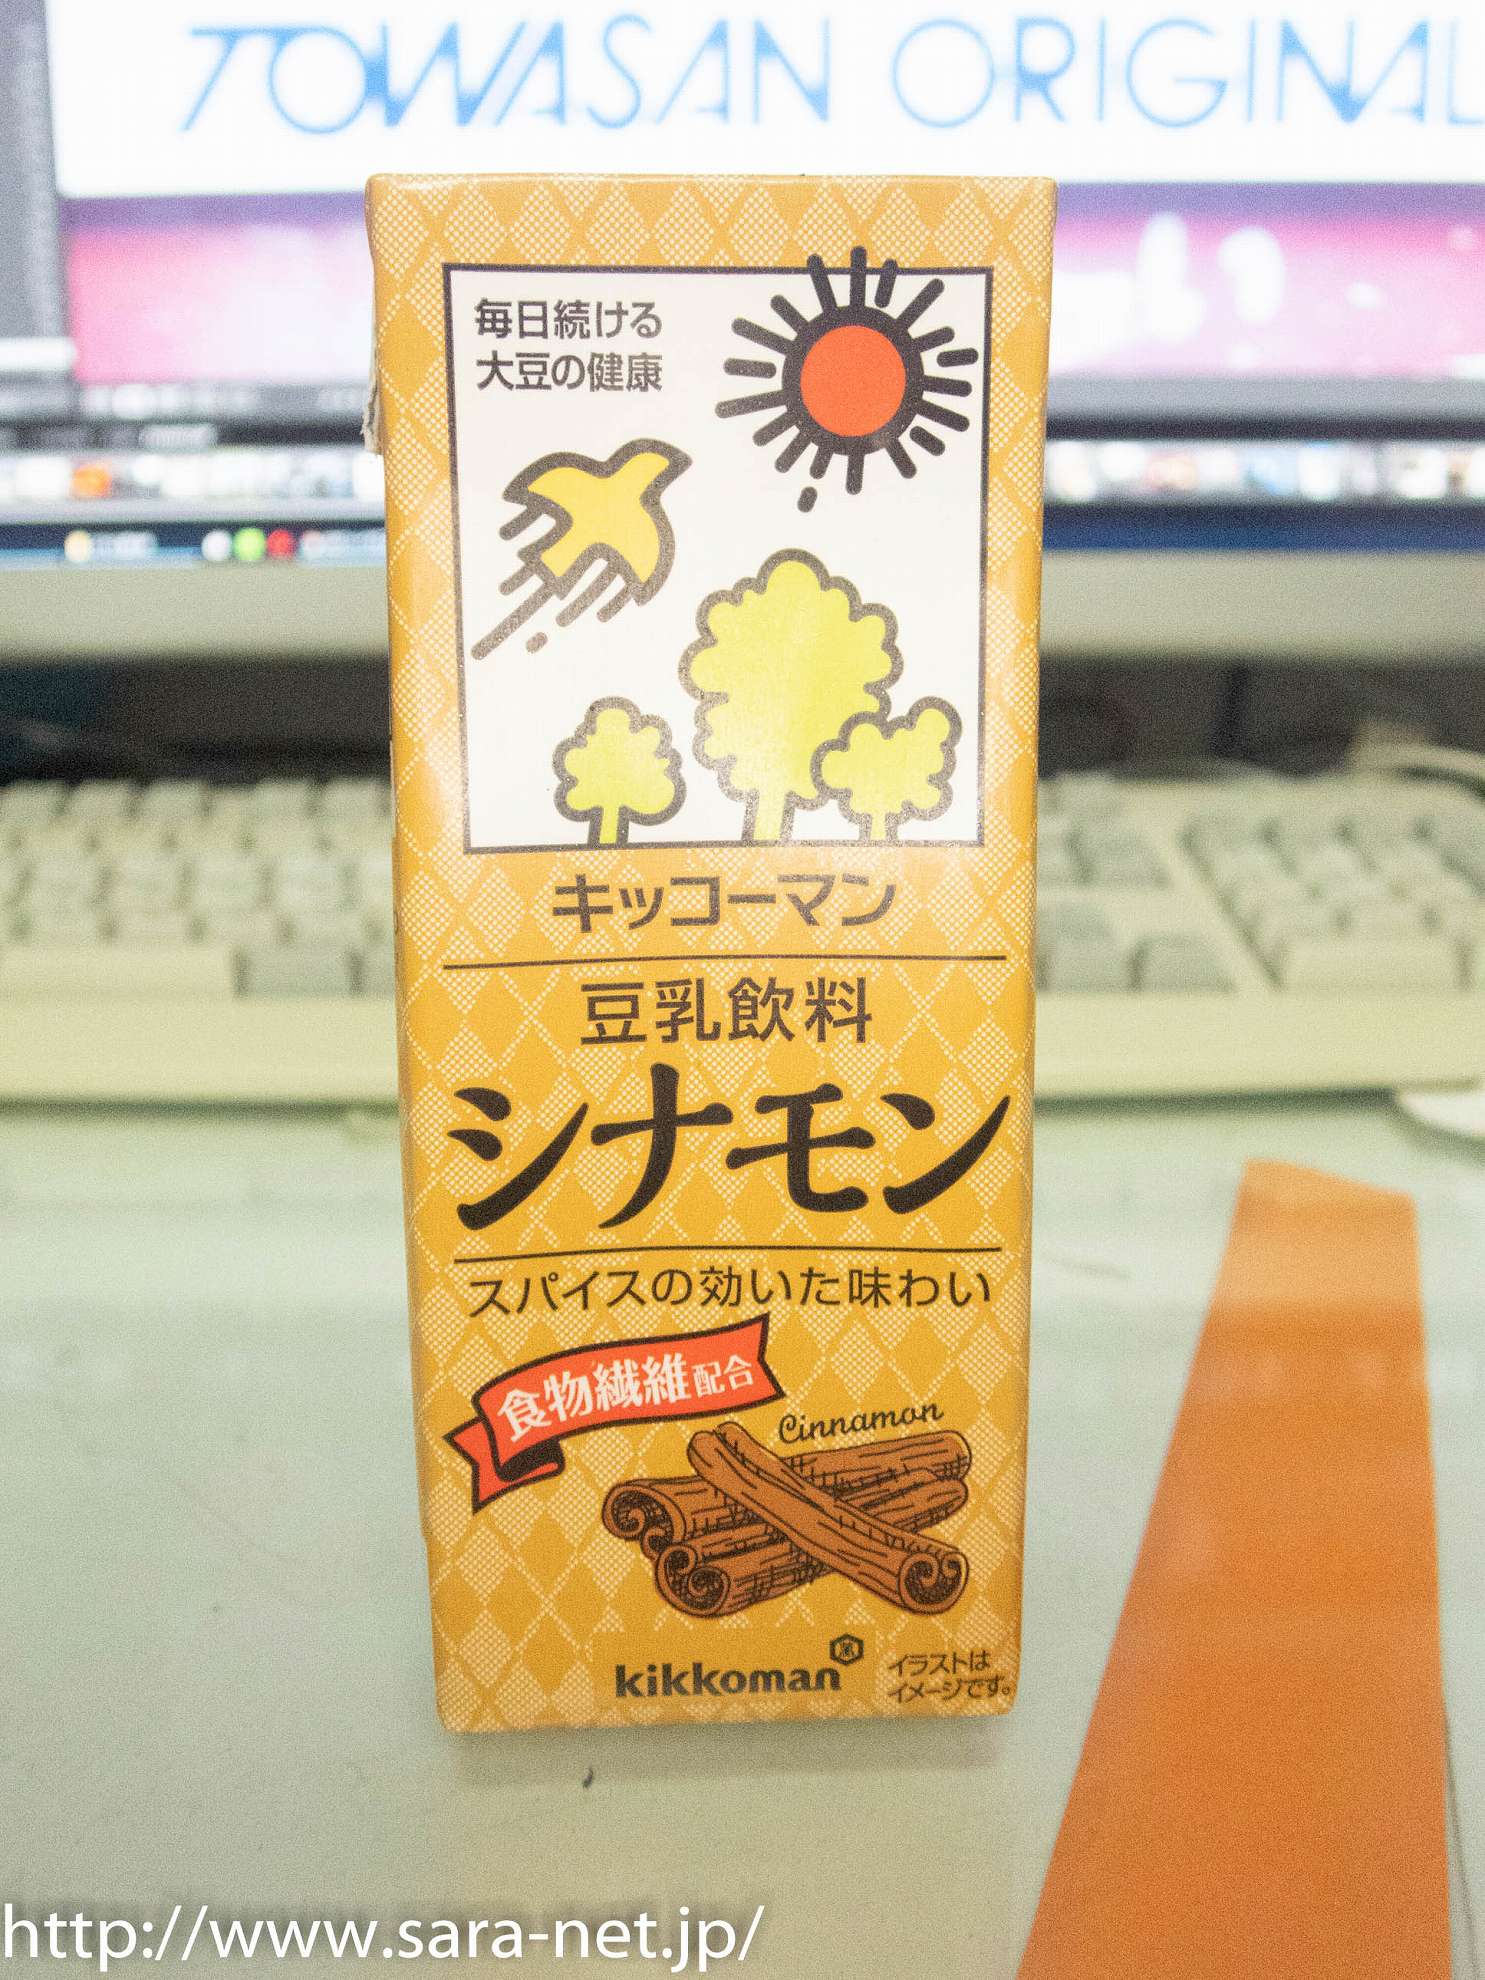 TOWASAN ORIGINAL
毎日続ける
大豆の健康
キッコーマン
豆乳飲料
シナモン
スパイスの効いた味わい
食物繊維配合
Cinnamon
kikkoman
イラストは
イメージです。
http://www.sara-net.jp/